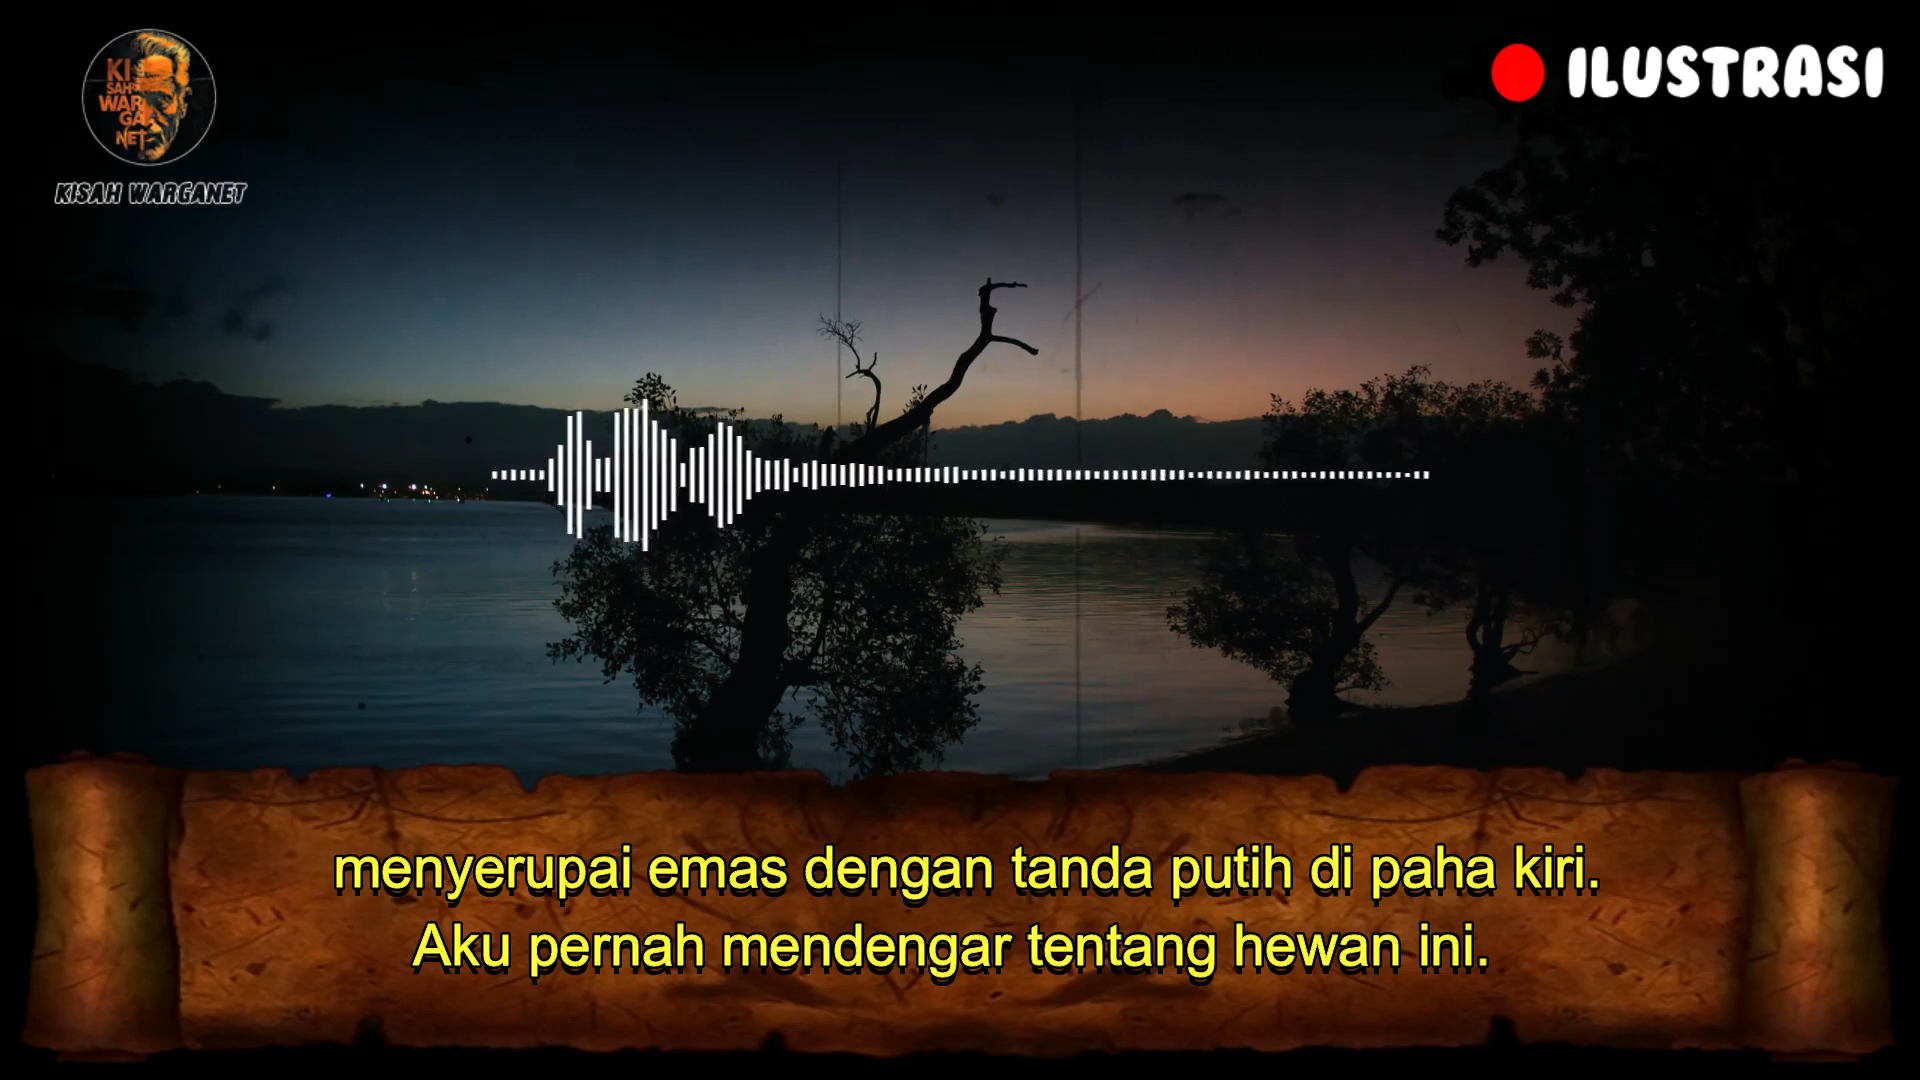 KI
SAH
WAR
GA
NET
KISAH WARGANET
ILUSTRASI
menyerupai emas dengan tanda putih di paha kiri.
Aku pernah mendengar tentang hewan ini.